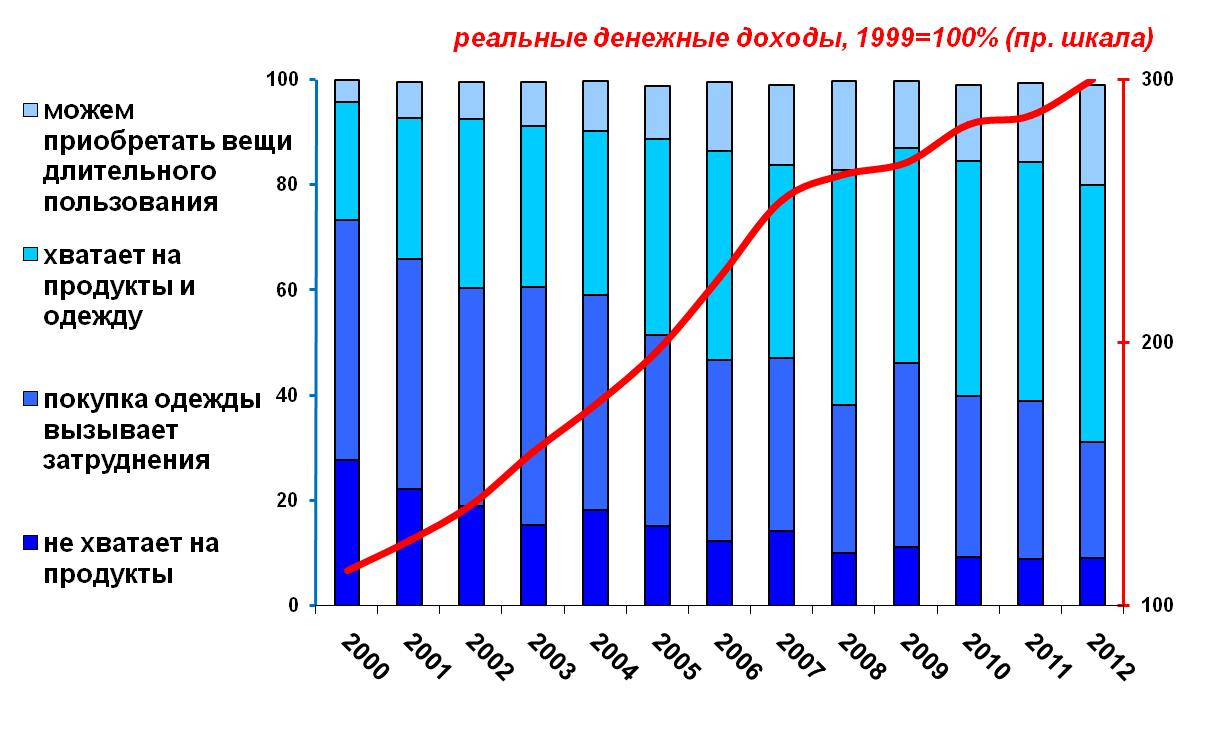 реальные денежные доходы, 1999=100% (пр. шкала)
можем
приобретать вещи
длительного
пользования
хватает на
продукты и
одежду
покупка одежды
вызывает
затруднения
не хватает на
продукты
100
80
60
40
20
0
300
200
100
2000
2001
2002
2003
2004
2005
2006
2007
2008
2009
2010
2011
2012